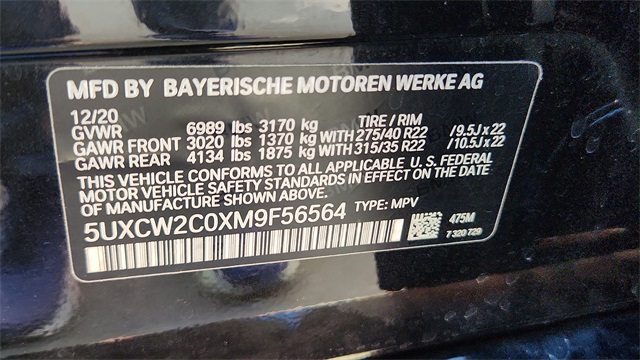 MFD BY BAYERISCHE MOTOREN WERKE AG
12/20
GVWR 6989 lbs 3170 kg TIRE / RIM
GAWR FRONT 3020 lbs 1370 kg WITH 275/40 R22 /9.5J x 22
GAWR REAR 4134 lbs 1875 kg WITH 315/35 R22 /10.5J x 22
THIS VEHICLE CONFORMS TO ALL APPLICABLE U. S. FEDERAL
MOTOR VEHICLE SAFETY STANDARDS IN EFFECT ON THE DATE
OF MANUFACTURE SHOWN ABOVE.
5UXCW2C0XM9F56564 TYPE: MPV
475M
7 320 729